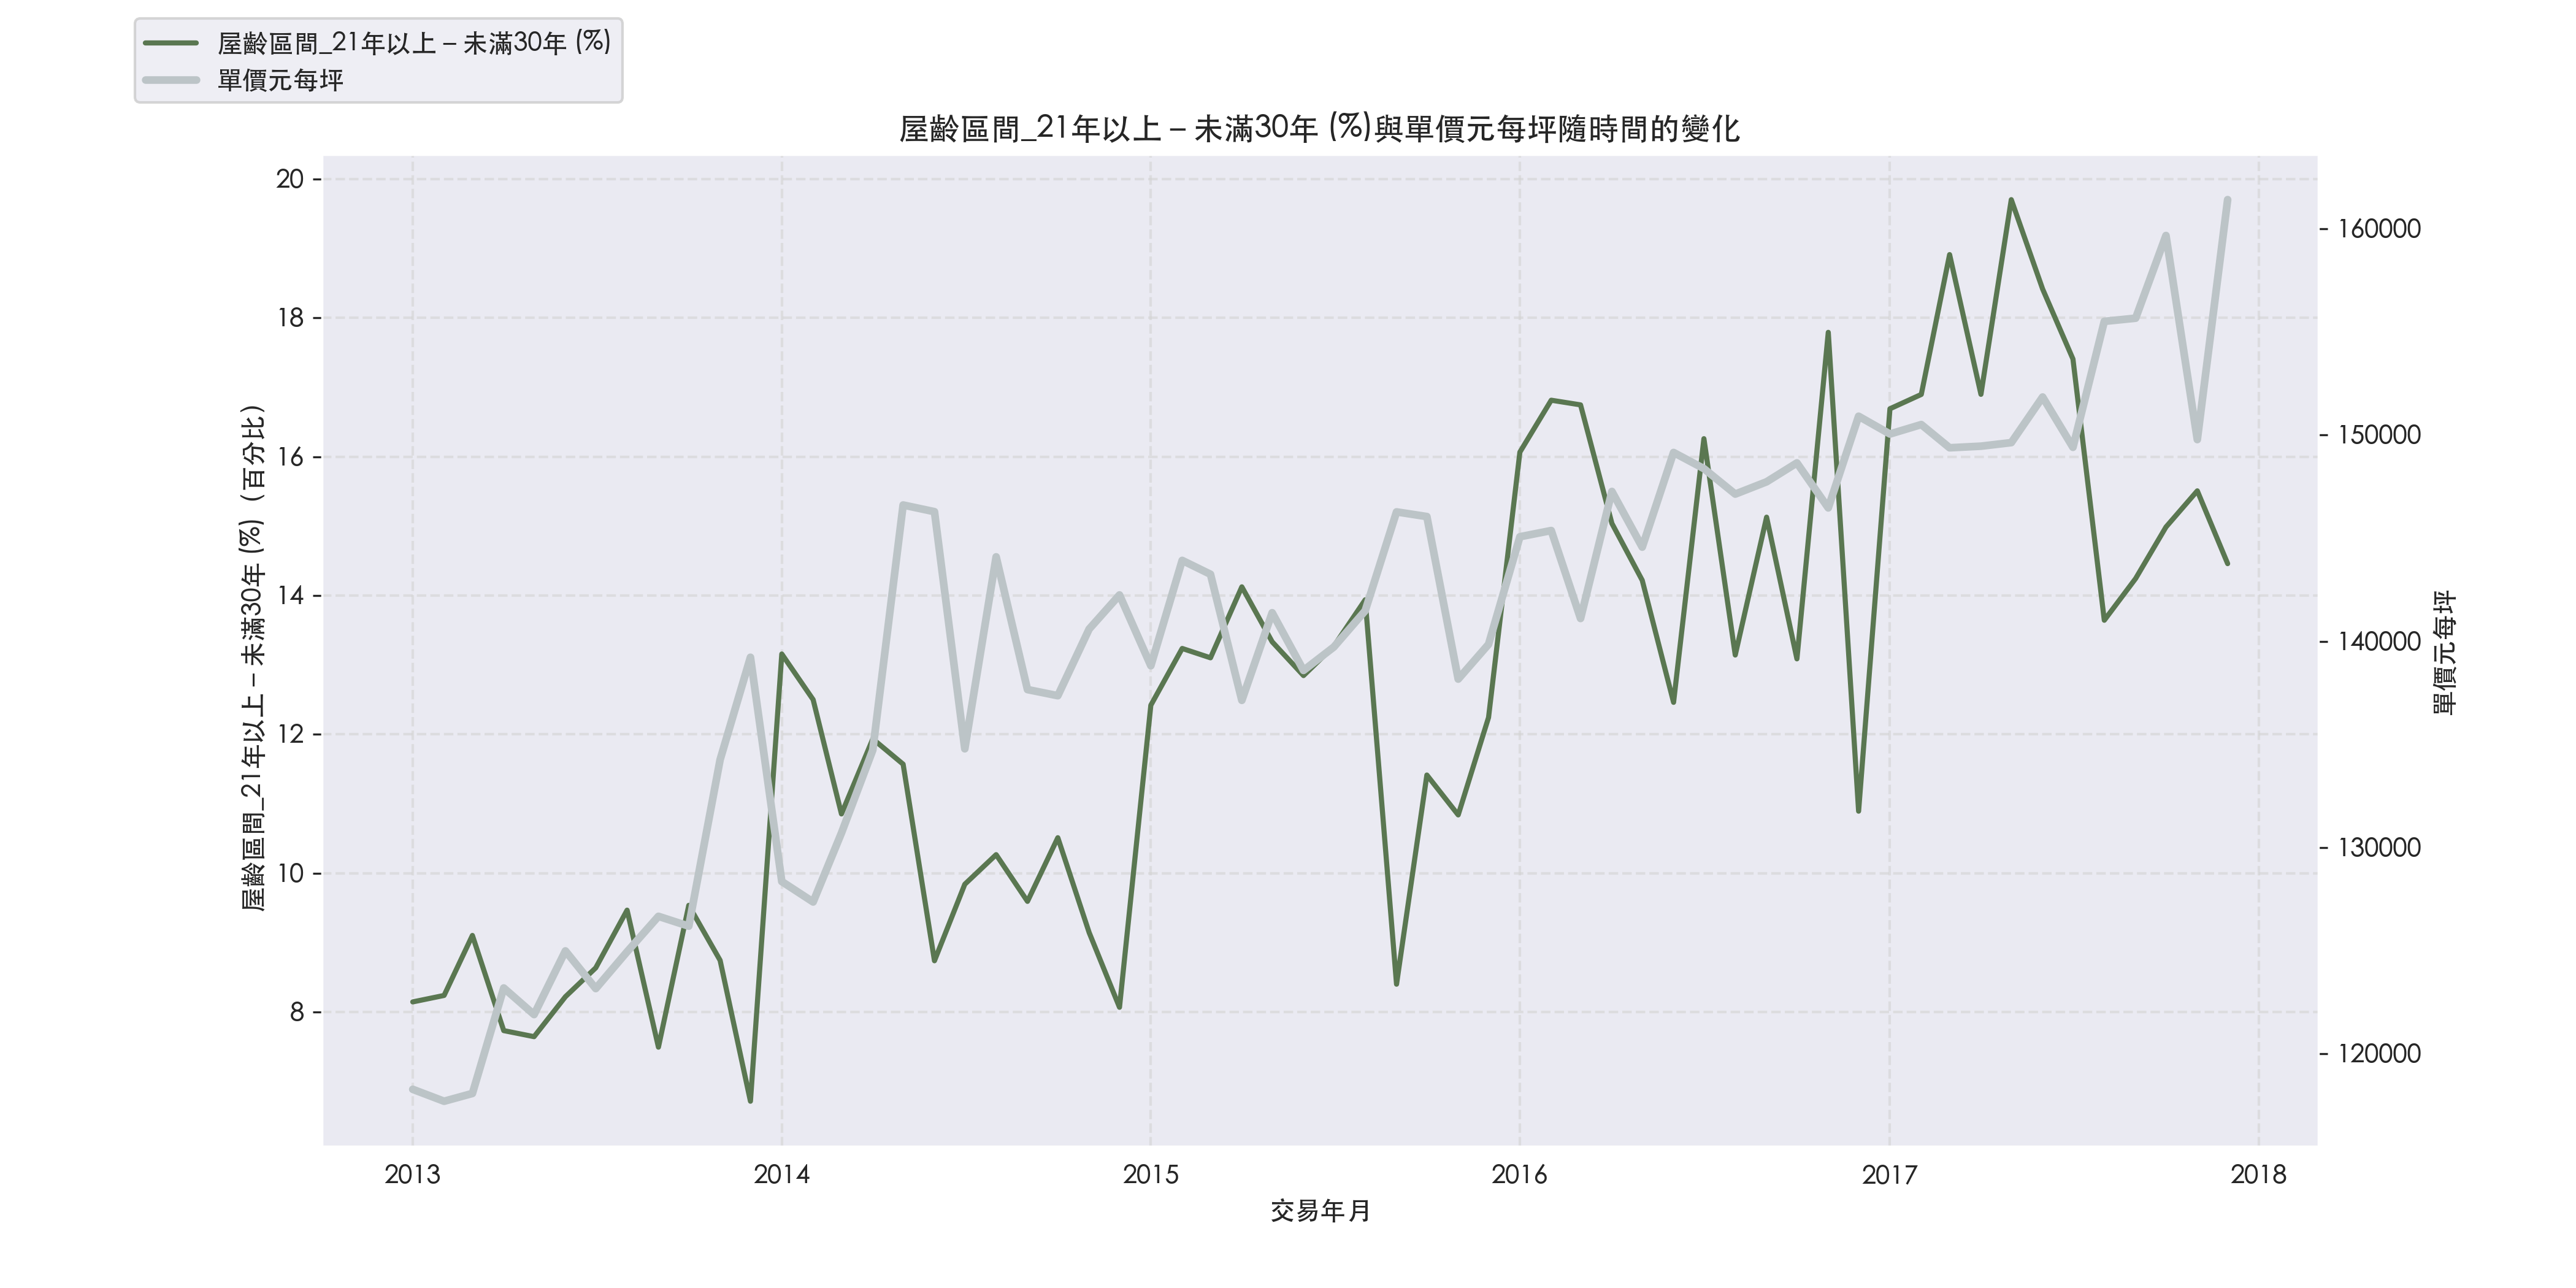 屋齡區間_21年以上 – 未滿30年 (%)
單價元每坪
屋齡區間_21年以上 – 未滿30年 (%)與單價元每坪隨時間的變化
20
18
16
14
12
10
8
屋齡區間_21年以上 – 未滿30年 (%)（百分比）
160000
150000
140000
130000
120000
單價元每坪
2013 2014 2015 2016 2017 2018
交易年月